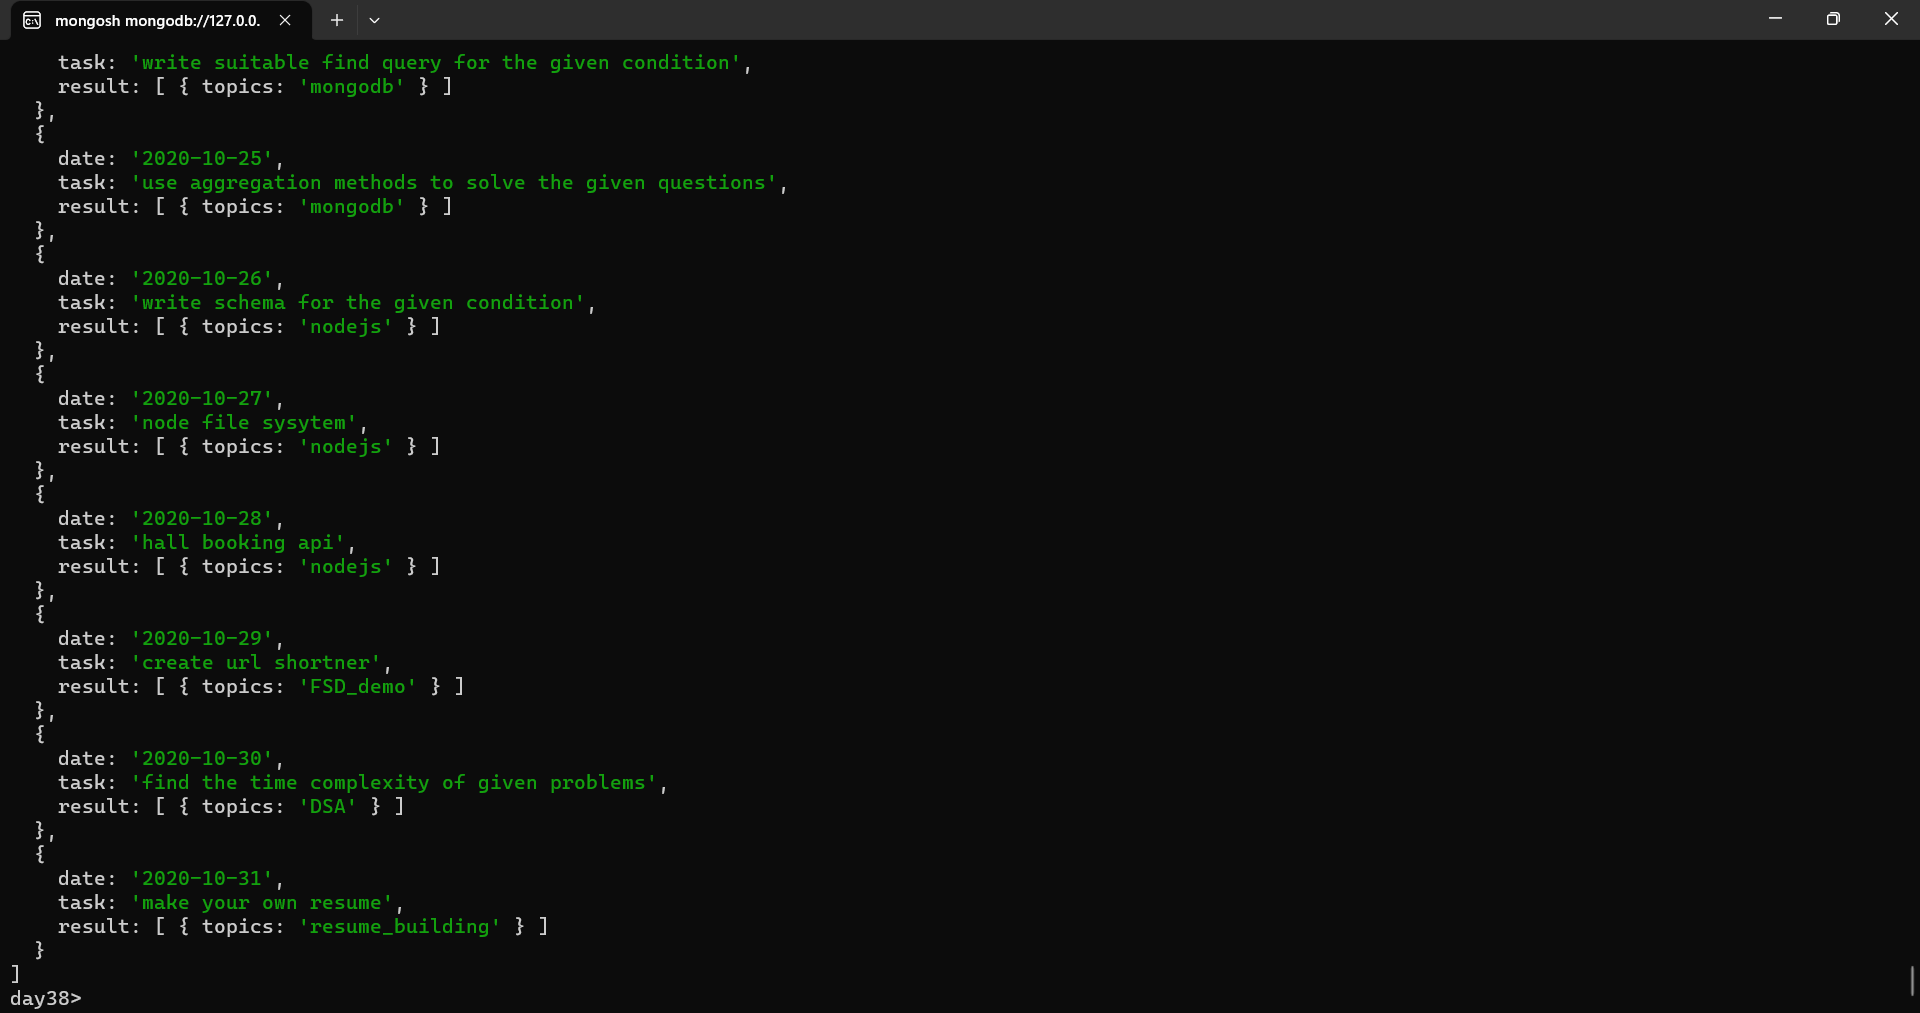 mongosh mongodb://127.0.0.
    task: 'write suitable find query for the given condition',
    result: [ { topics: 'mongodb' } ]
  },
  {
    date: '2020-10-25',
    task: 'use aggregation methods to solve the given questions',
    result: [ { topics: 'mongodb' } ]
  },
  {
    date: '2020-10-26',
    task: 'write schema for the given condition',
    result: [ { topics: 'nodejs' } ]
  },
  {
    date: '2020-10-27',
    task: 'node file sysytem',
    result: [ { topics: 'nodejs' } ]
  },
  {
    date: '2020-10-28',
    task: 'hall booking api',
    result: [ { topics: 'nodejs' } ]
  },
  {
    date: '2020-10-29',
    task: 'create url shortner',
    result: [ { topics: 'FSD_demo' } ]
  },
  {
    date: '2020-10-30',
    task: 'find the time complexity of given problems',
    result: [ { topics: 'DSA' } ]
  },
  {
    date: '2020-10-31',
    task: 'make your own resume',
    result: [ { topics: 'resume_building' } ]
  }
]
day38>